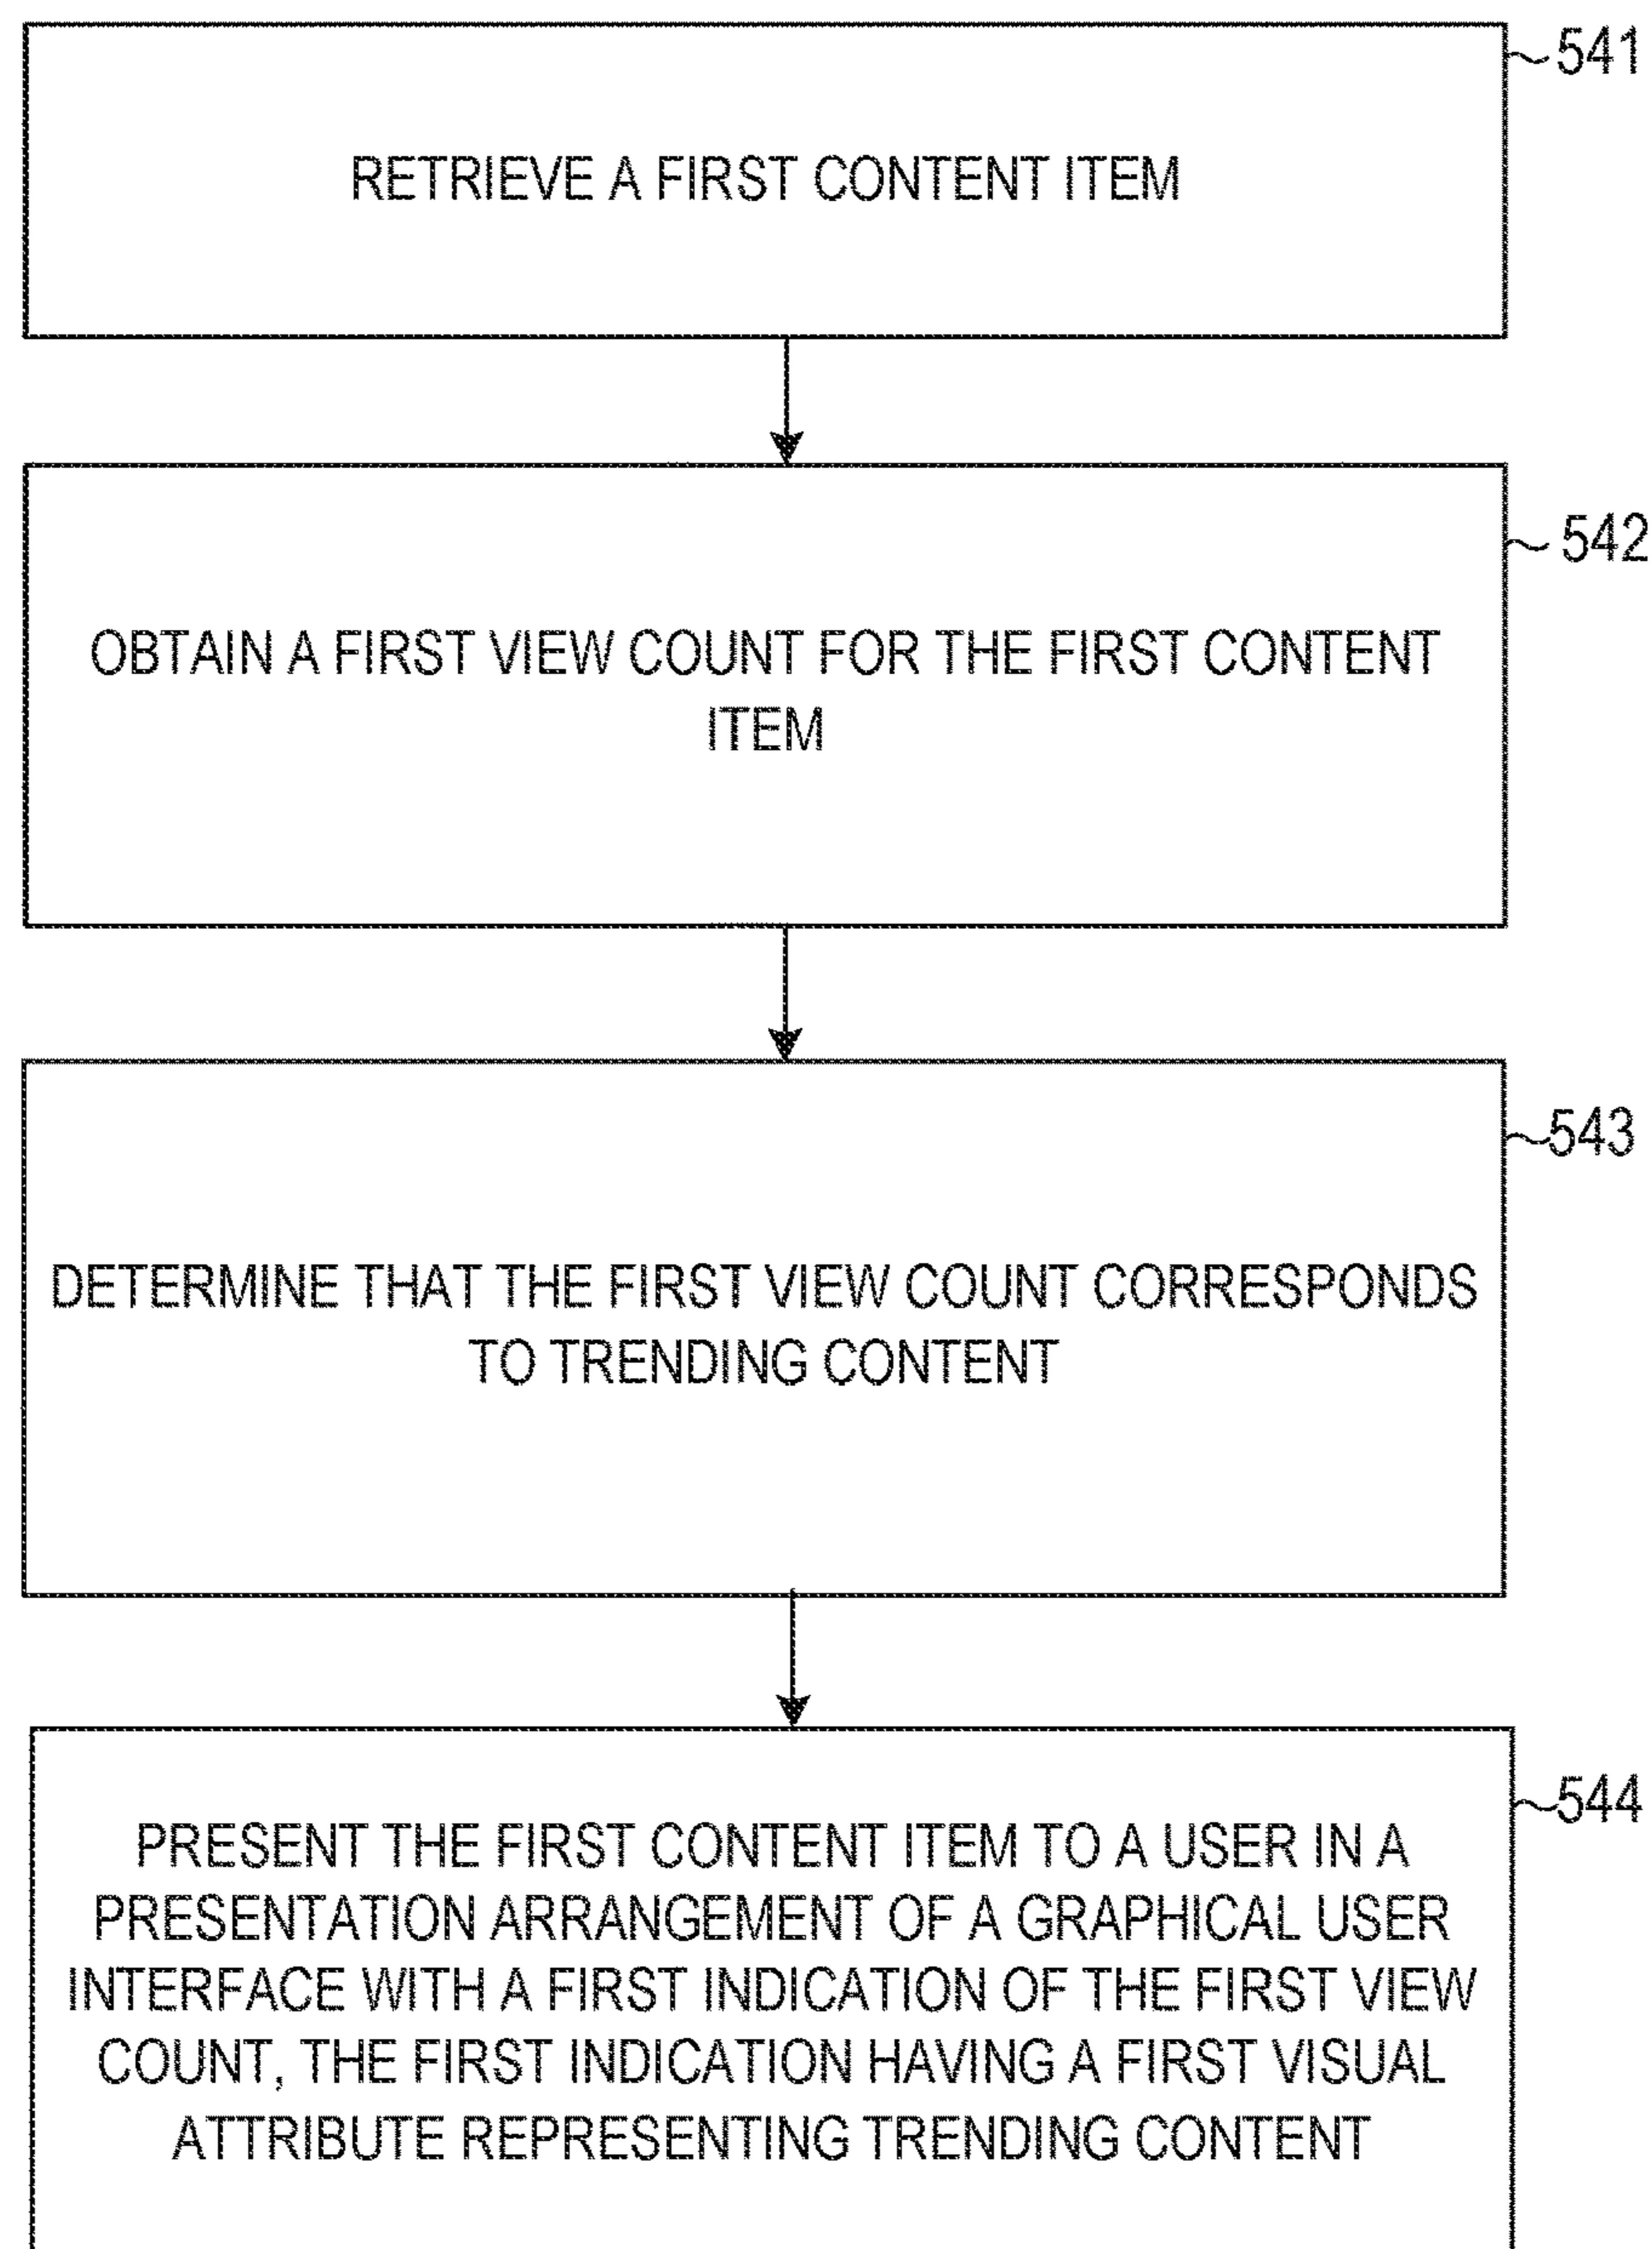 541
RETRIEVE A FIRST CONTENT ITEM
542
OBTAIN A FIRST VIEW COUNT FOR THE FIRST CONTENT
ITEM
543
DETERMINE THAT THE FIRST VIEW COUNT CORRESPONDS
TO TRENDING CONTENT
544
PRESENT THE FIRST CONTENT ITEM TO A USER IN A
PRESENTATION ARRANGEMENT OF A GRAPHICAL USER
INTERFACE WITH A FIRST INDICATION OF THE FIRST VIEW
COUNT, THE FIRST INDICATION HAVING A FIRST VISUAL
ATTRIBUTE REPRESENTING TRENDING CONTENT